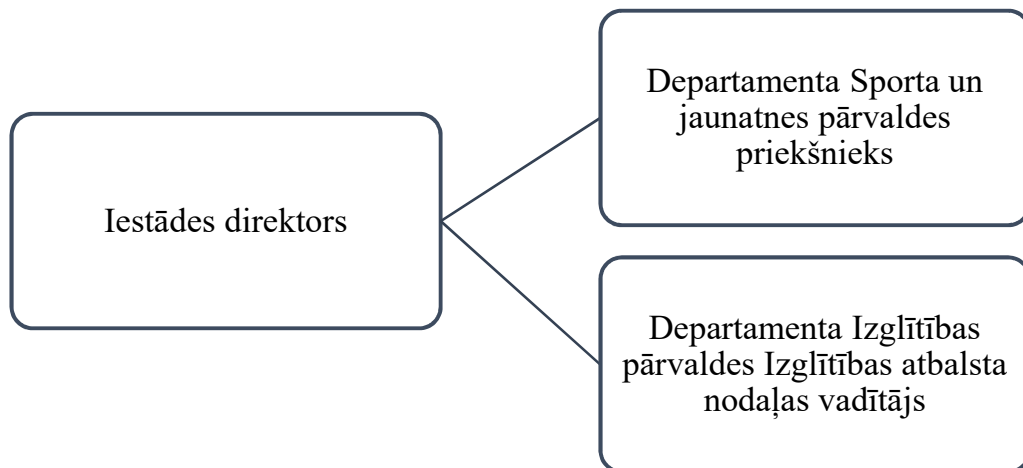 Iestādes direktors
Departamenta Sporta un
jaunatnes pārvaldes
priekšnieks
Departamenta Izglītības
pārvaldes Izglītības atbalsta
nodaļas vadītājs